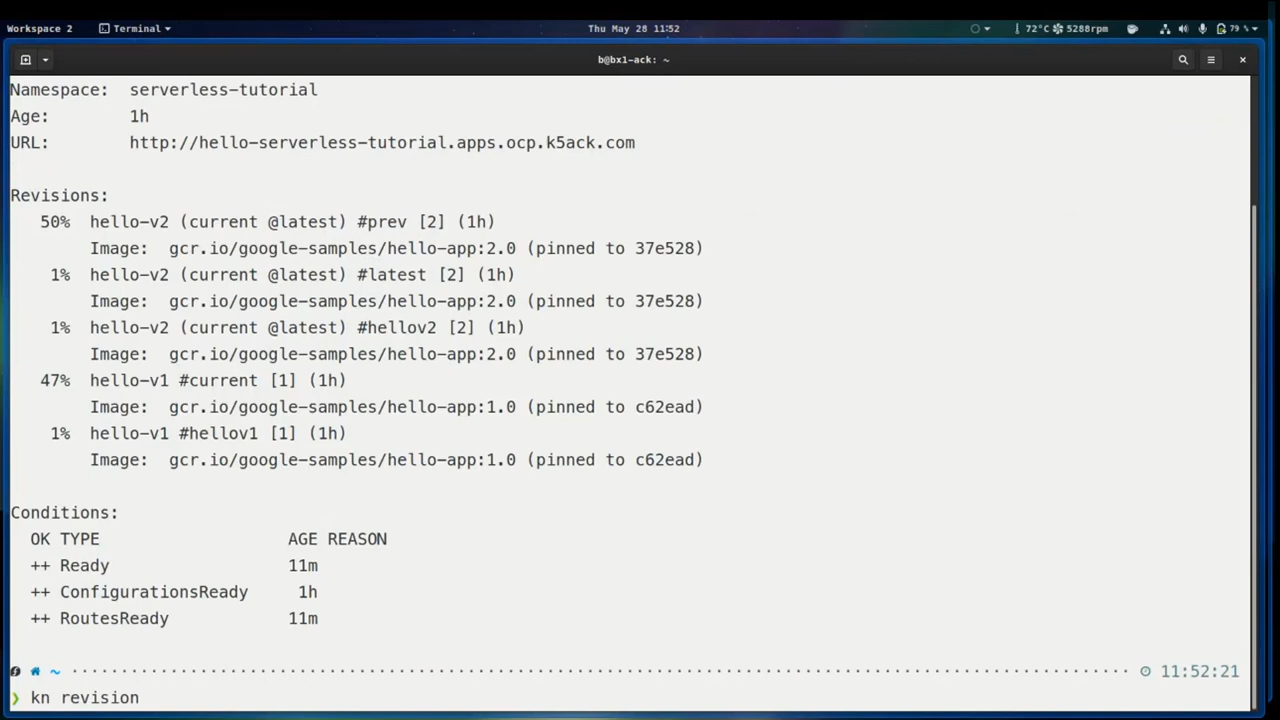 Workspace 2 Terminal Thu May 28 11:52 72°C 5288rpm 79 %
b@bx1-ack: ~
Namespace: serverless-tutorial
Age: 1h
URL: http://hello-serverless-tutorial.apps.ocp.k5ack.com
Revisions:
50% hello-v2 (current @latest) #prev [2] (1h)
Image: gcr.io/google-samples/hello-app:2.0 (pinned to 37e528)
1% hello-v2 (current @latest) #latest [2] (1h)
Image: gcr.io/google-samples/hello-app:2.0 (pinned to 37e528)
1% hello-v2 (current @latest) #hellov2 [2] (1h)
Image: gcr.io/google-samples/hello-app:2.0 (pinned to 37e528)
47% hello-v1 #current [1] (1h)
Image: gcr.io/google-samples/hello-app:1.0 (pinned to c62ead)
1% hello-v1 #hellov1 [1] (1h)
Image: gcr.io/google-samples/hello-app:1.0 (pinned to c62ead)
Conditions:
OK TYPE AGE REASON
++ Ready 11m
++ ConfigurationsReady 1h
++ RoutesReady 11m
~ 11:52:21
❯ kn revision